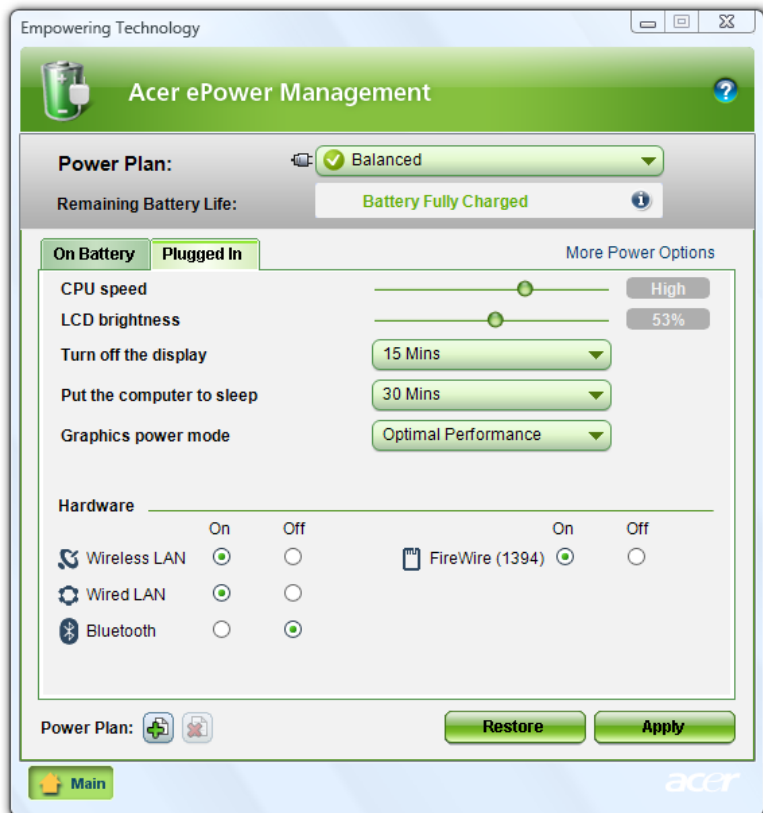 Empowering Technology
Acer ePower Management
Power Plan: Balanced
Remaining Battery Life: Battery Fully Charged
On Battery Plugged In More Power Options
CPU speed High
LCD brightness 53%
Turn off the display 15 Mins
Put the computer to sleep 30 Mins
Graphics power mode Optimal Performance
Hardware
On Off On Off
Wireless LAN FireWire (1394)
Wired LAN
Bluetooth
Power Plan: Restore Apply
Main acer